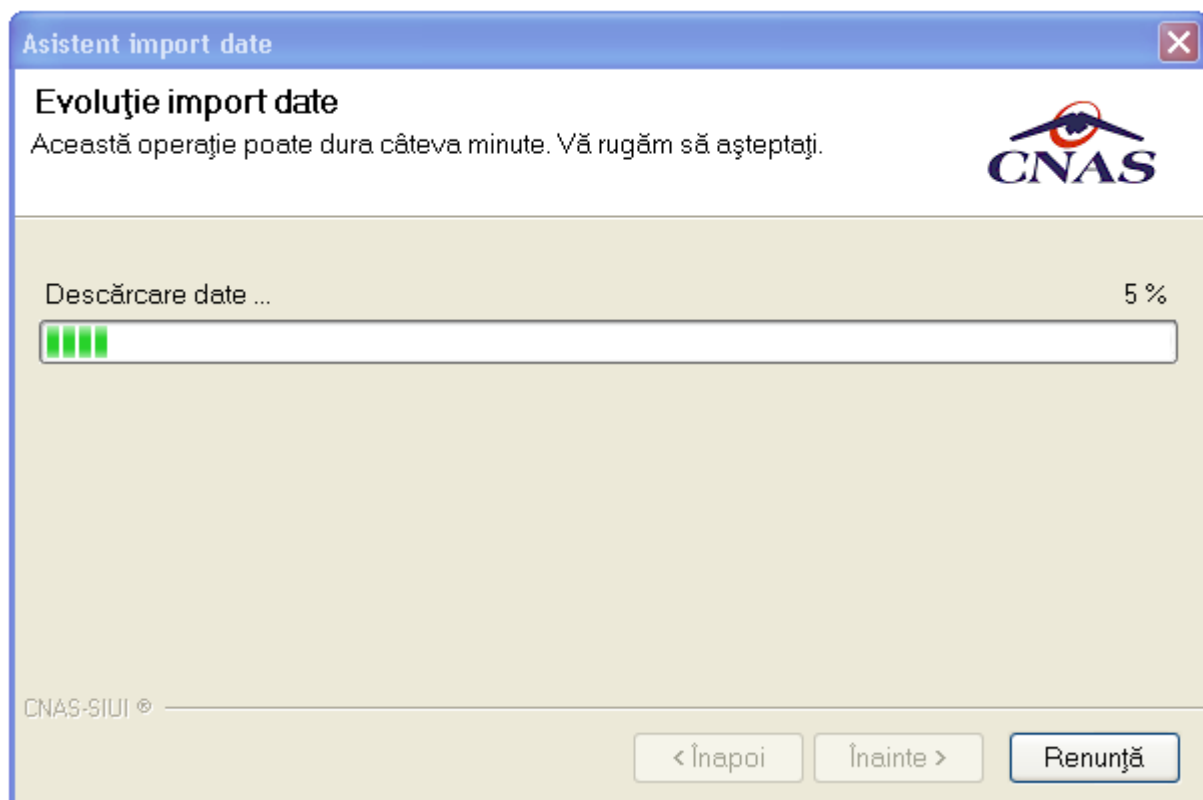 Asistent import date
Evoluţie import date
Această operaţie poate dura câteva minute. Vă rugăm să aşteptaţi.
CNAS
Descărcare date ...
5 %
CNAS-SIUI ®
< Înapoi
Înainte >
Renunţă